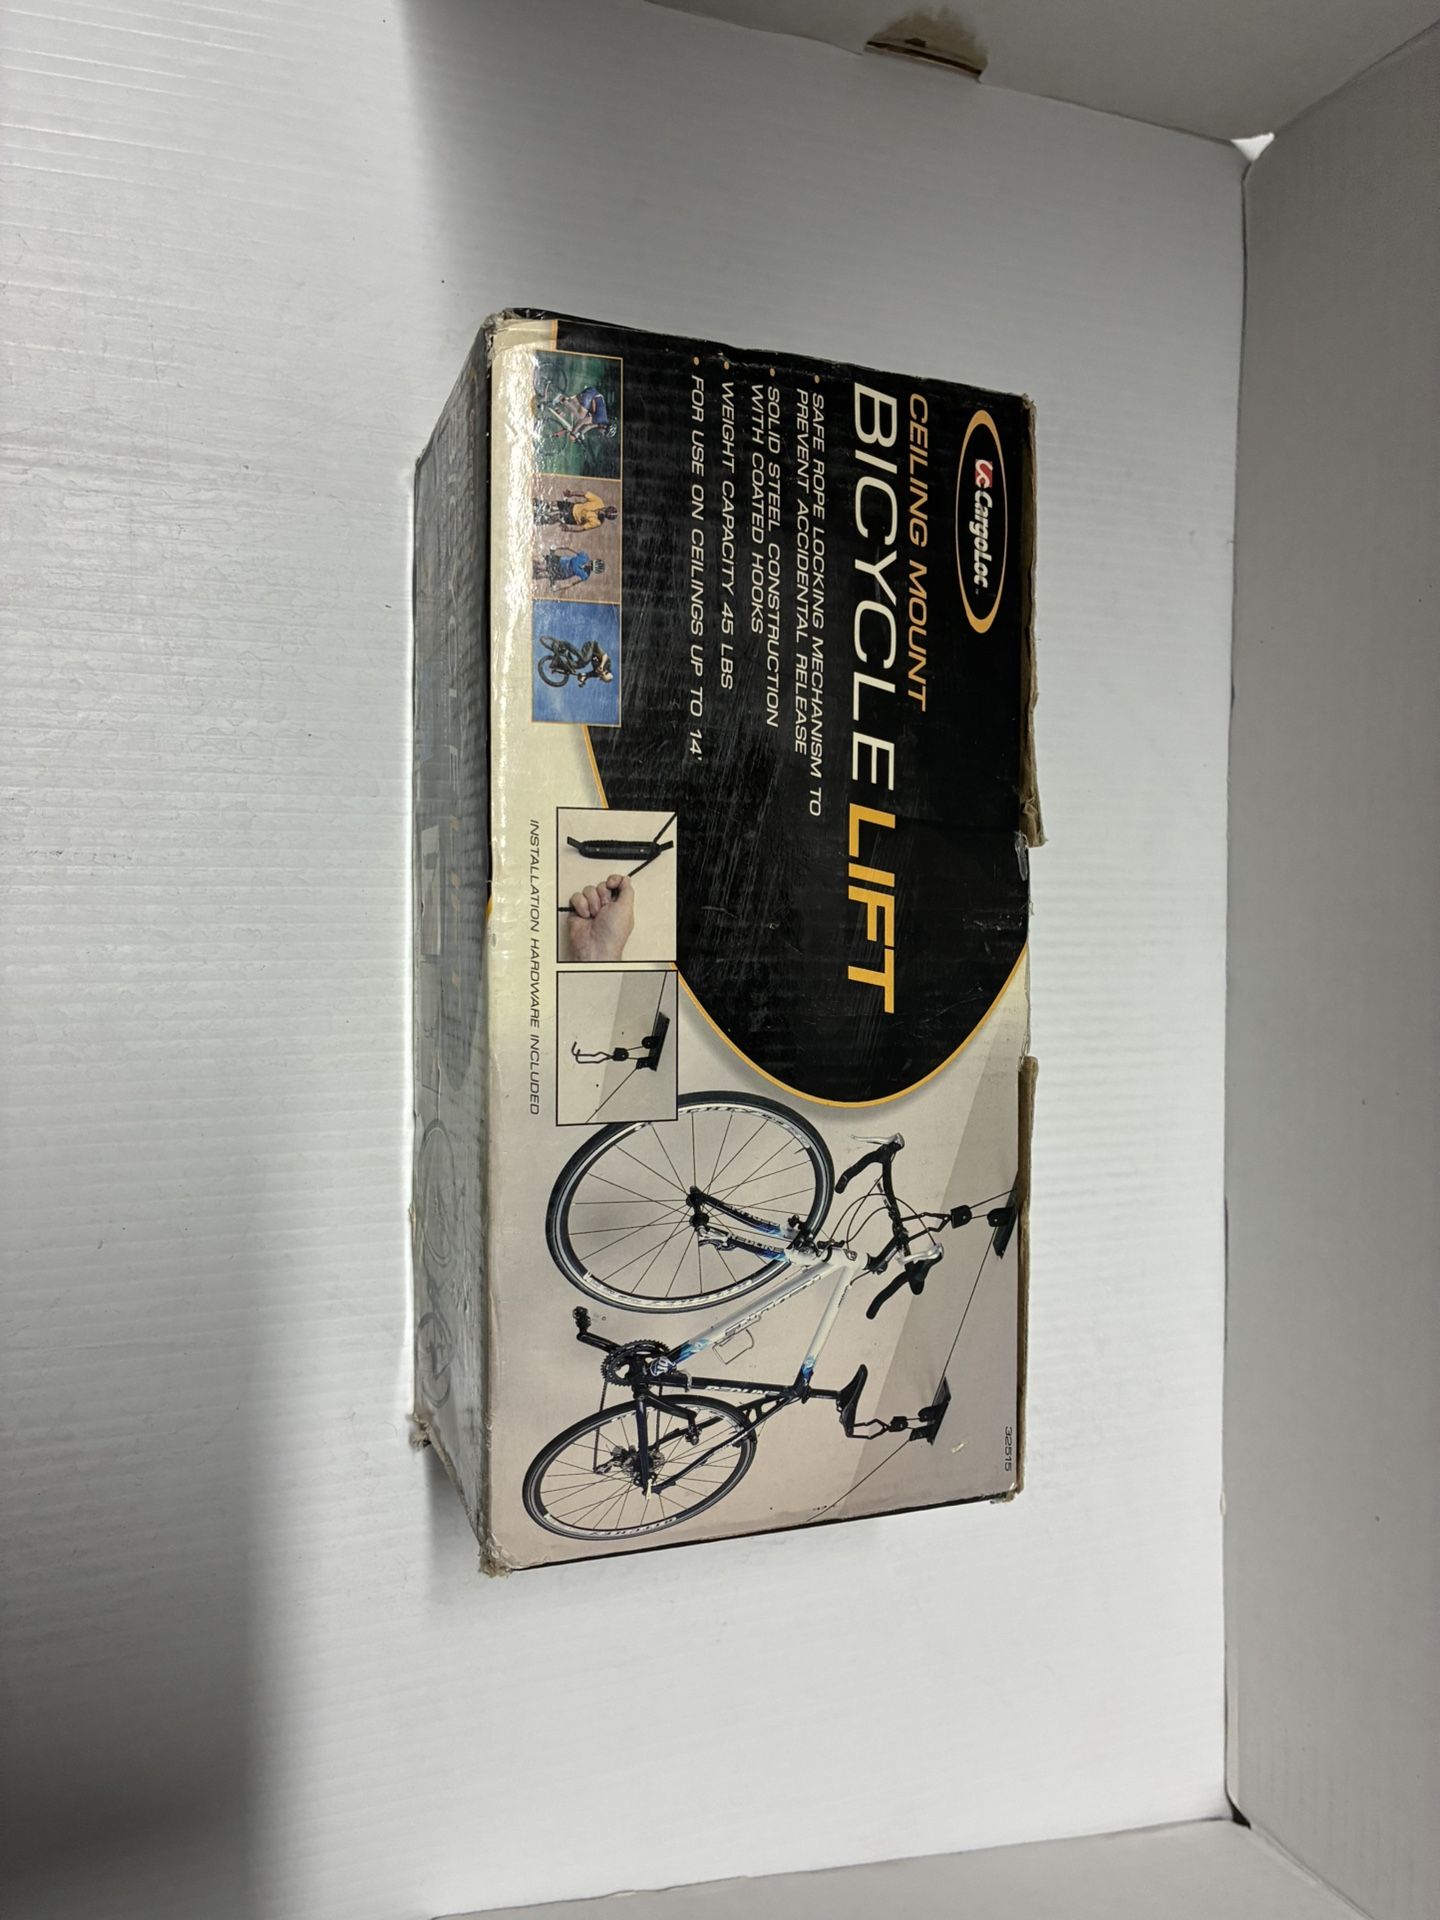 CargoLoc
CEILING MOUNT
BICYCLE LIFT
• SAFE ROPE LOCKING MECHANISM TO
PREVENT ACCIDENTAL RELEASE
• SOLID STEEL CONSTRUCTION
WITH COATED HOOKS
• WEIGHT CAPACITY 45 LBS
• FOR USE ON CEILINGS UP TO 14'
INSTALLATION HARDWARE INCLUDED
32515